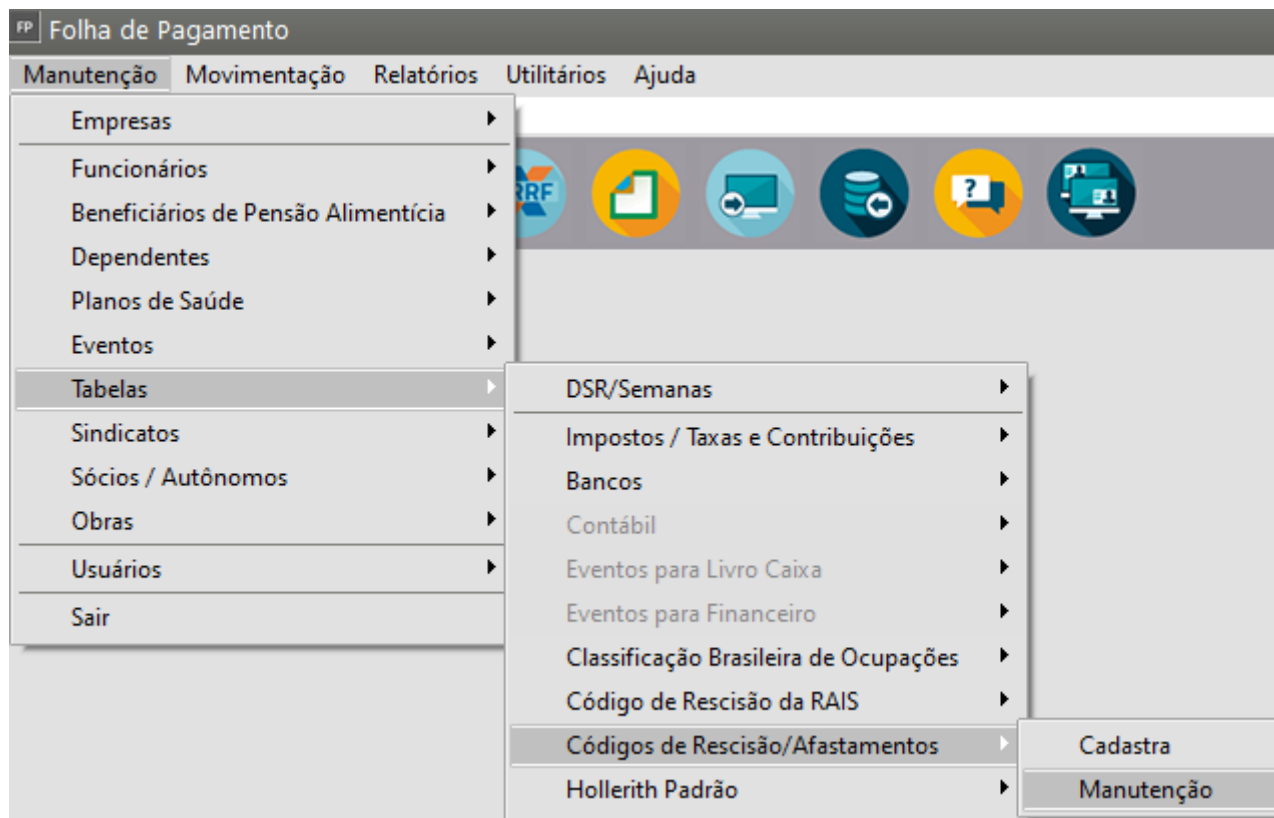 FP Folha de Pagamento
Manutenção Movimentação Relatórios Utilitários Ajuda
Empresas
Funcionários
Beneficiários de Pensão Alimentícia
Dependentes
Planos de Saúde
Eventos
Tabelas
Sindicatos
Sócios / Autônomos
Obras
Usuários
Sair
RRF
?
DSR/Semanas
Impostos / Taxas e Contribuições
Bancos
Contábil
Eventos para Livro Caixa
Eventos para Financeiro
Classificação Brasileira de Ocupações
Código de Rescisão da RAIS
Códigos de Rescisão/Afastamentos
Hollerith Padrão
Cadastra
Manutenção